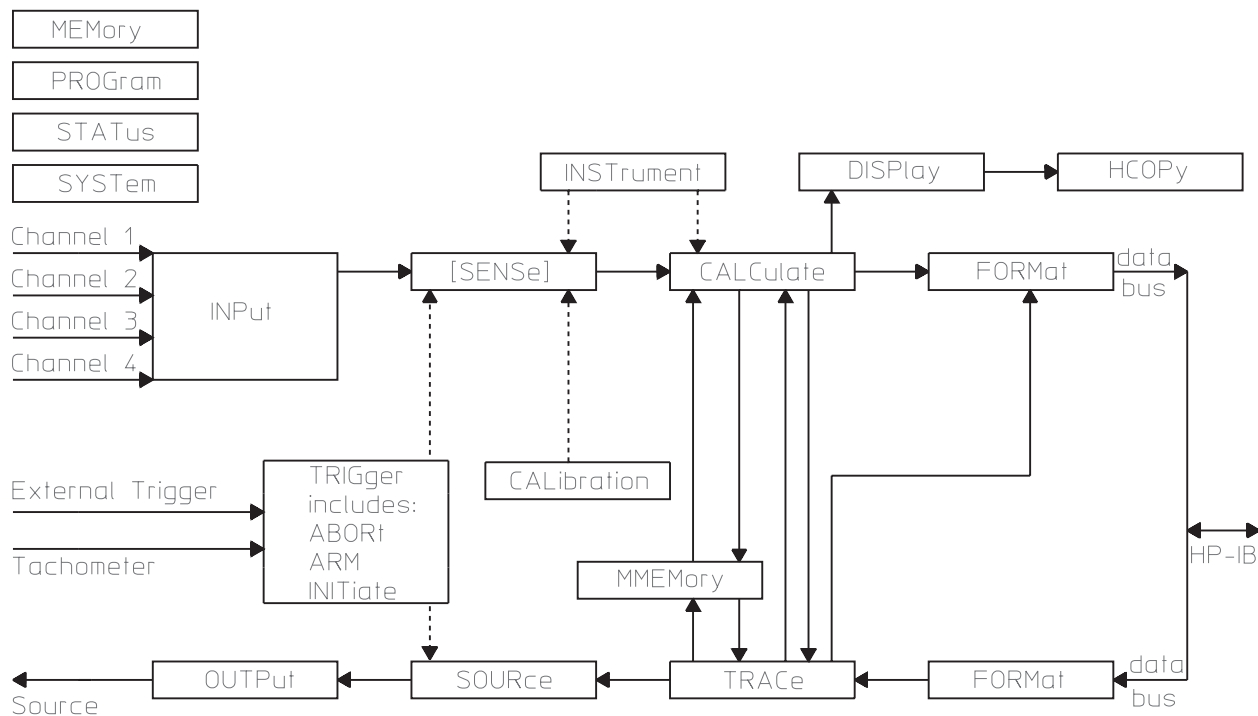 MEMory
PROGram
STATus
SYSTem
INSTrument
DISPlay
HCOPy
Channel 1
Channel 2
Channel 3
Channel 4
INPut
[SENSe]
CALCulate
FORMat
data
bus
TRIGger
includes:
ABORt
ARM
INITiate
CALibration
External Trigger
Tachometer
MMEMory
HP-IB
Source
OUTPut
SOURce
TRACe
FORMat
data
bus